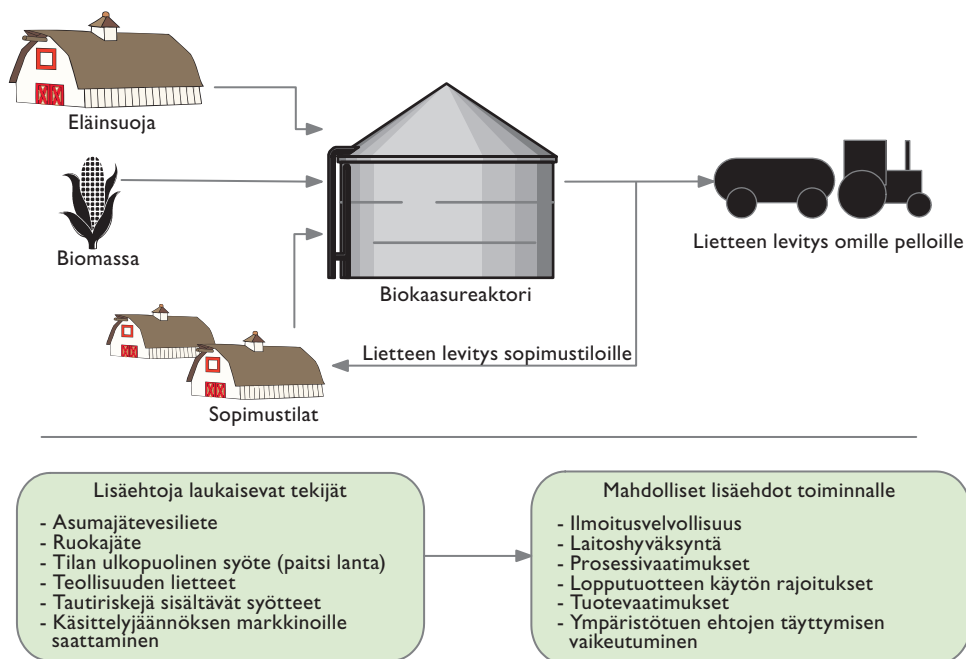 Eläinsuoja
Biomassa
Biokaasureaktori
Lietteen levitys omille pelloille
Lietteen levitys sopimustiloille
Sopimustilat
Lisäehtoja laukaisevat tekijät
- Asumajätevesiliete
- Ruokajäte
- Tilan ulkopuolinen syöte (paitsi lanta)
- Teollisuuden lietteet
- Tautiriskejä sisältävät syötteet
- Käsittelyjäännöksen markkinoille
saattaminen
Mahdolliset lisäehdot toiminnalle
- Ilmoitusvelvollisuus
- Laitoshyväksyntä
- Prosessivaatimukset
- Lopputuotteen käytön rajoitukset
- Tuotevaatimukset
- Ympäristötuen ehtojen täyttymisen
vaikeutuminen